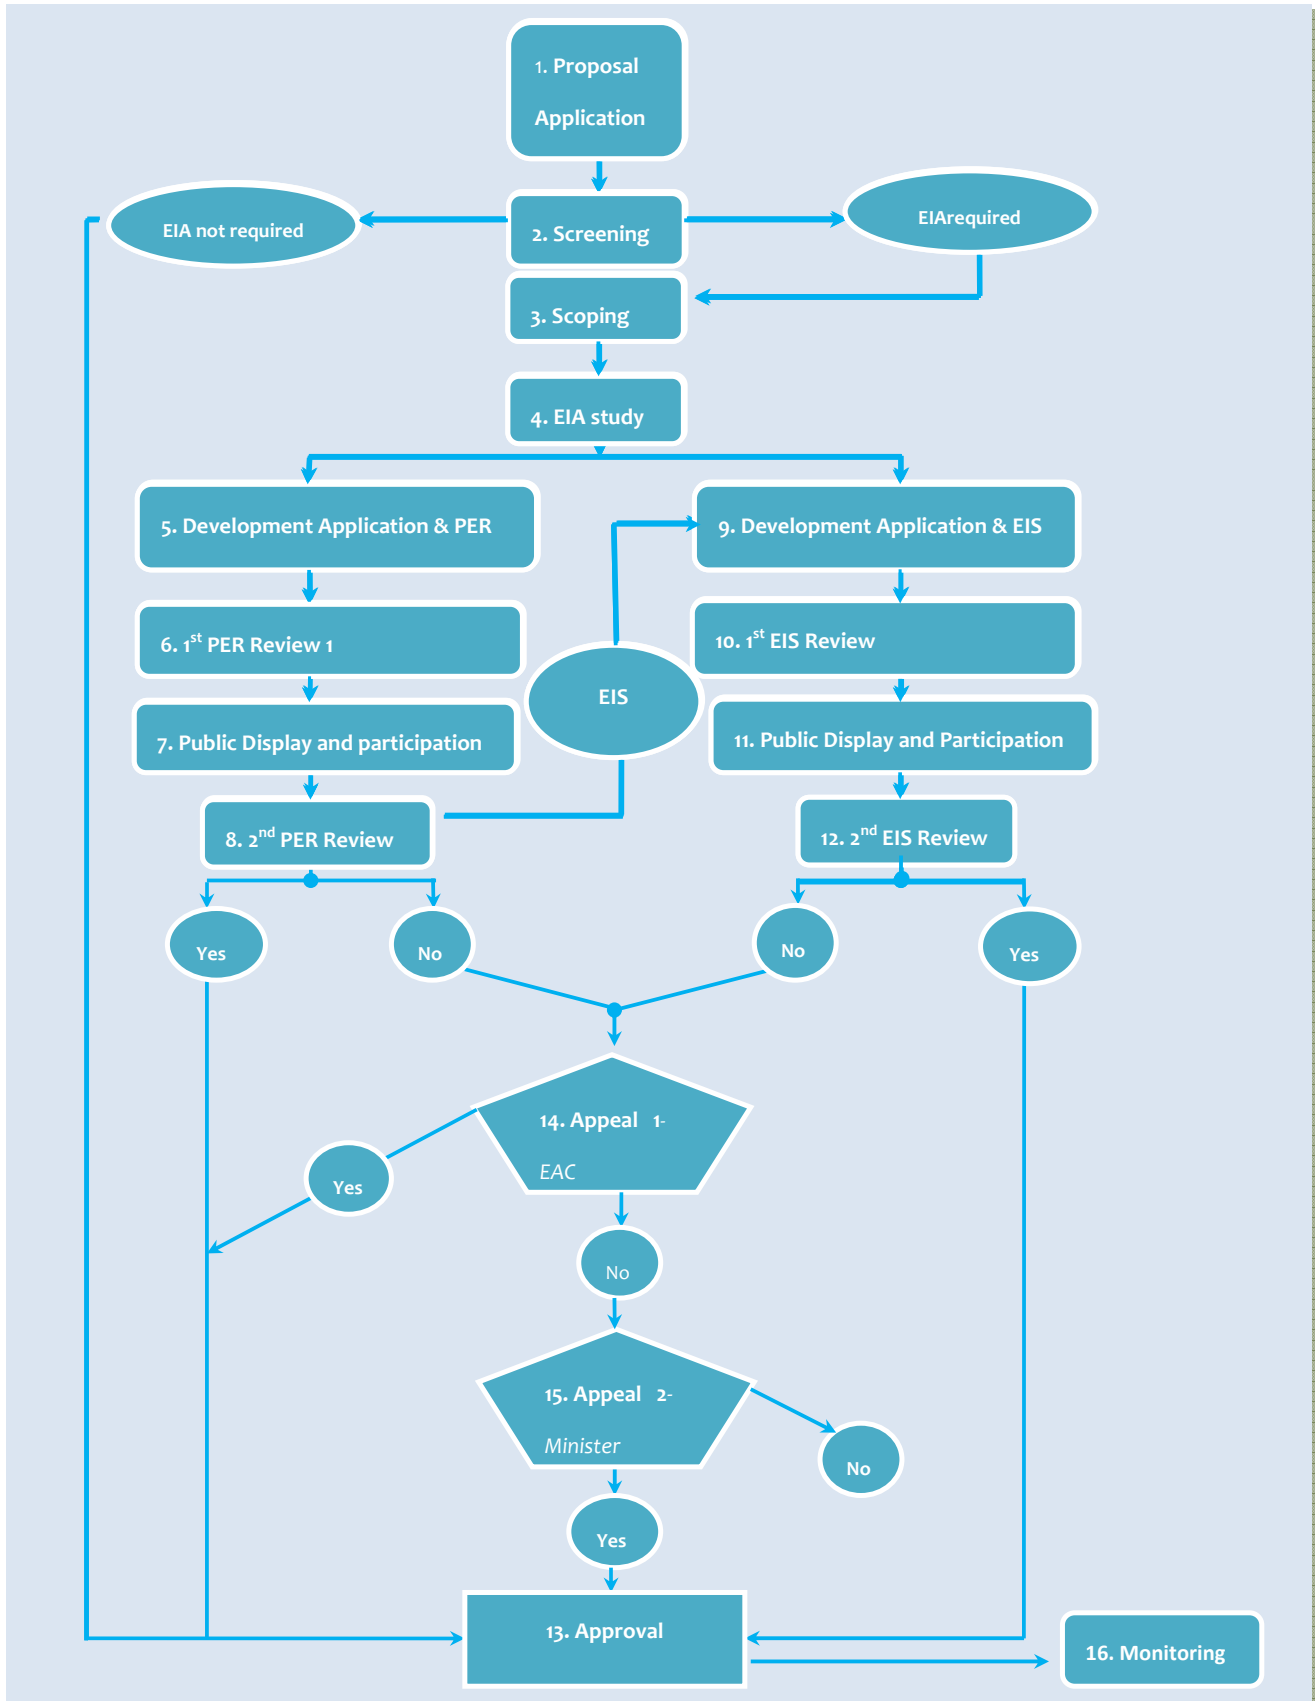 1. Proposal
Application
EIA not required
2. Screening
EIArequired
3. Scoping
4. EIA study
5. Development Application & PER
9. Development Application & EIS
6. 1st PER Review 1
10. 1st EIS Review
EIS
7. Public Display and participation
11. Public Display and Participation
8. 2nd PER Review
12. 2nd EIS Review
Yes
No
No
Yes
14. Appeal 1-
EAC
Yes
No
15. Appeal 2-
Minister
No
Yes
13. Approval
16. Monitoring